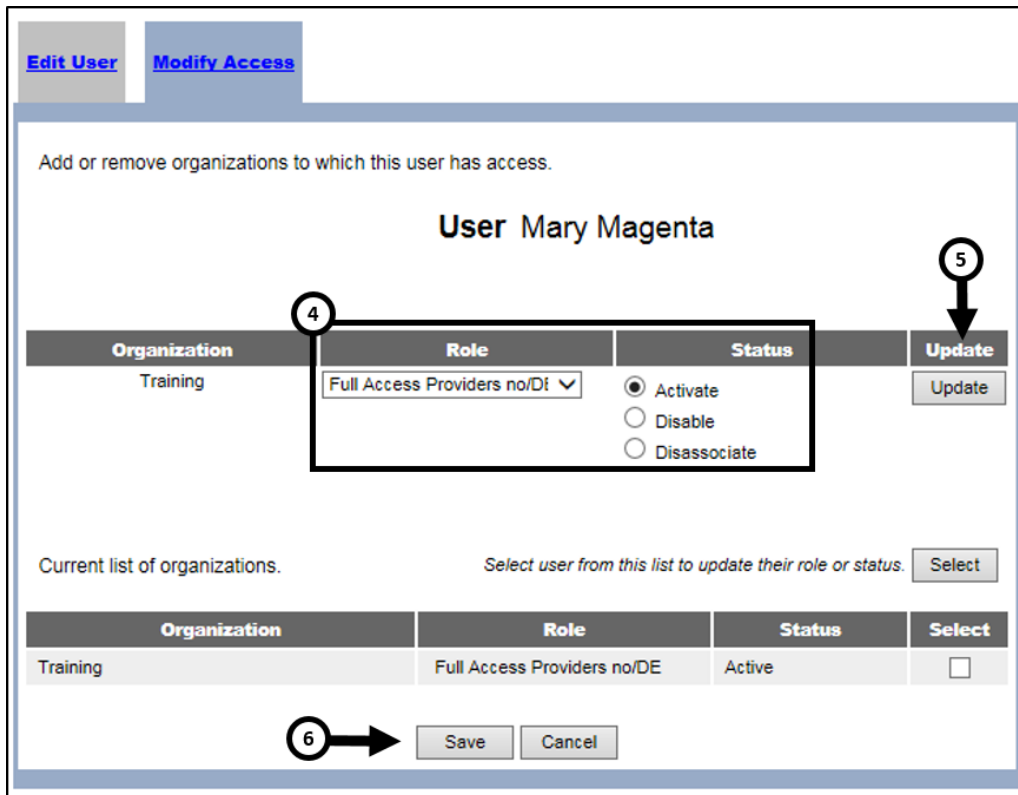 Edit User Modify Access
Add or remove organizations to which this user has access.
User Mary Magenta
5
4
Organization Role Status Update
Training Full Access Providers no/DE Activate Update
Disable
Disassociate
Current list of organizations. Select user from this list to update their role or status. Select
Organization Role Status Select
Training Full Access Providers no/DE Active
6 Save Cancel